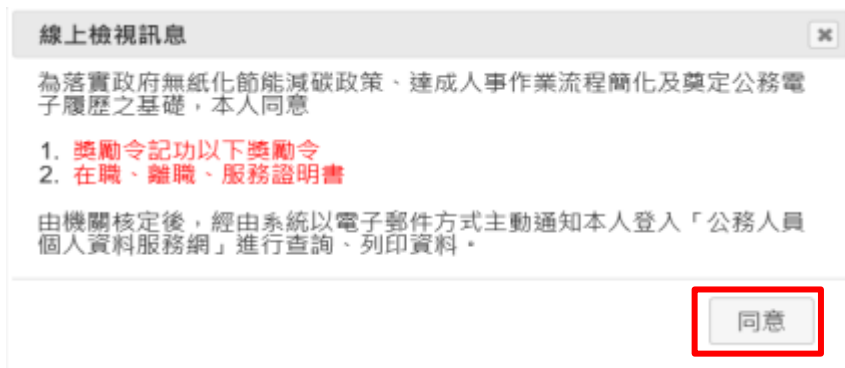 線上檢視訊息
為落實政府無紙化節能減碳政策、達成人事作業流程簡化及奠定公務電
子履歷之基礎，本人同意
1. 獎勵令記功以下獎勵令
2. 在職、離職、服務證明書
由機關核定後，經由系統以電子郵件方式主動通知本人登入「公務人員
個人資料服務網」進行查詢、列印資料。
同意